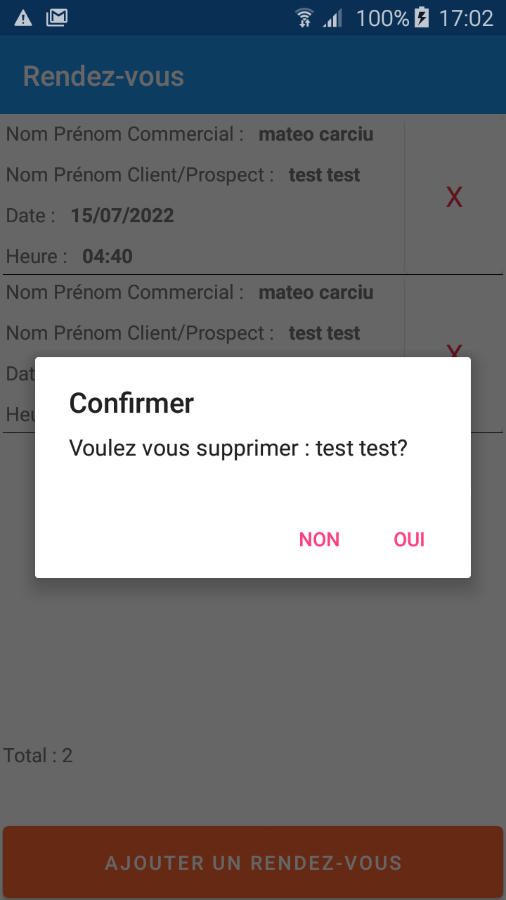 100% 17:02
Rendez-vous
Nom Prénom Commercial : mateo carciu
Nom Prénom Client/Prospect : test test
X
Date : 15/07/2022
Heure : 04:40
Nom Prénom Commercial : mateo carciu
Nom Prénom Client/Prospect : test test
X
Dat
Heu
Confirmer
Voulez vous supprimer : test test?
NON OUI
Total : 2
AJOUTER UN RENDEZ-VOUS